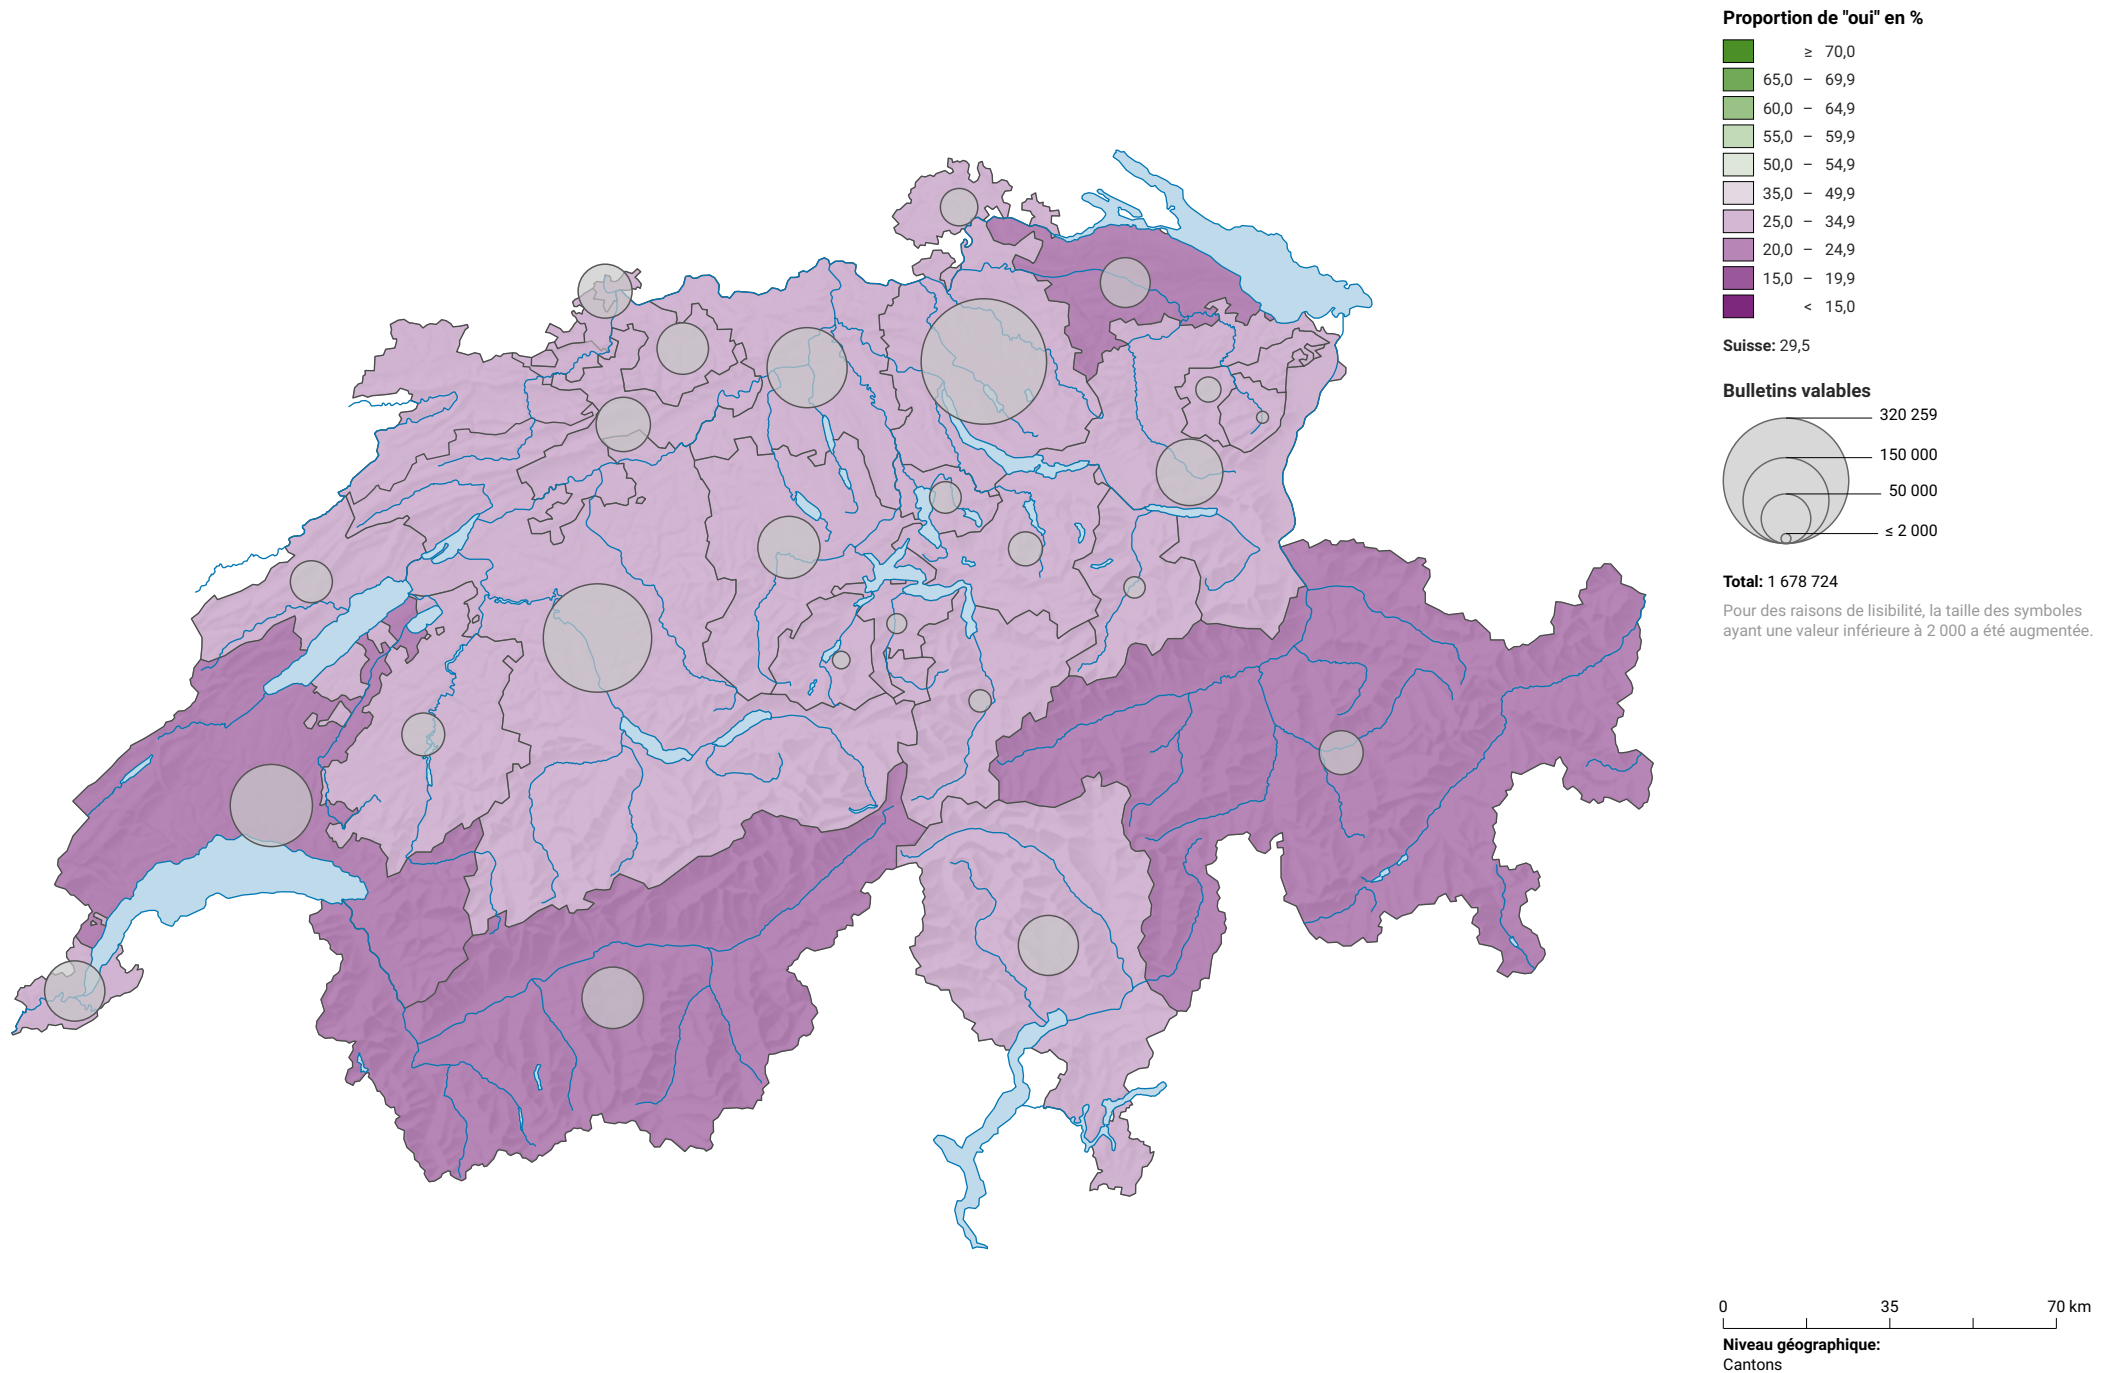 Proportion de "oui" en %
≥ 70,0
65,0 – 69,9
60,0 – 64,9
55,0 – 59,9
50,0 – 54,9
35,0 – 49,9
25,0 – 34,9
20,0 – 24,9
15,0 – 19,9
< 15,0
Suisse: 29,5
Bulletins valables
320 259
150 000
50 000
≤ 2 000
Total: 1 678 724
Pour des raisons de lisibilité, la taille des symboles
ayant une valeur inférieure à 2 000 a été augmentée.
0 35 70 km
Niveau géographique:
Cantons